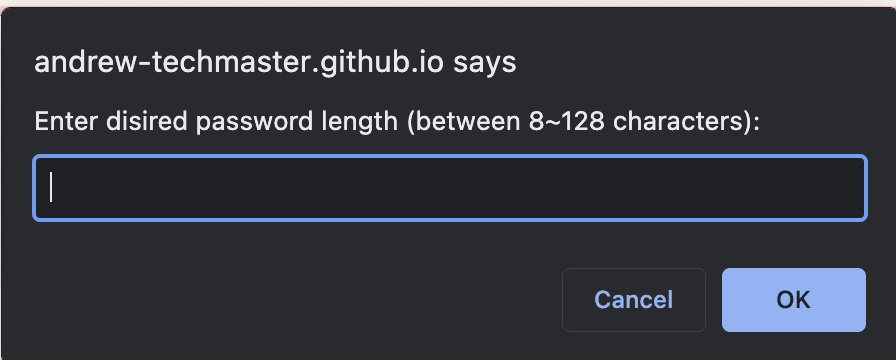 andrew-techmaster.github.io says
Enter disired password length (between 8~128 characters):
Cancel
OK